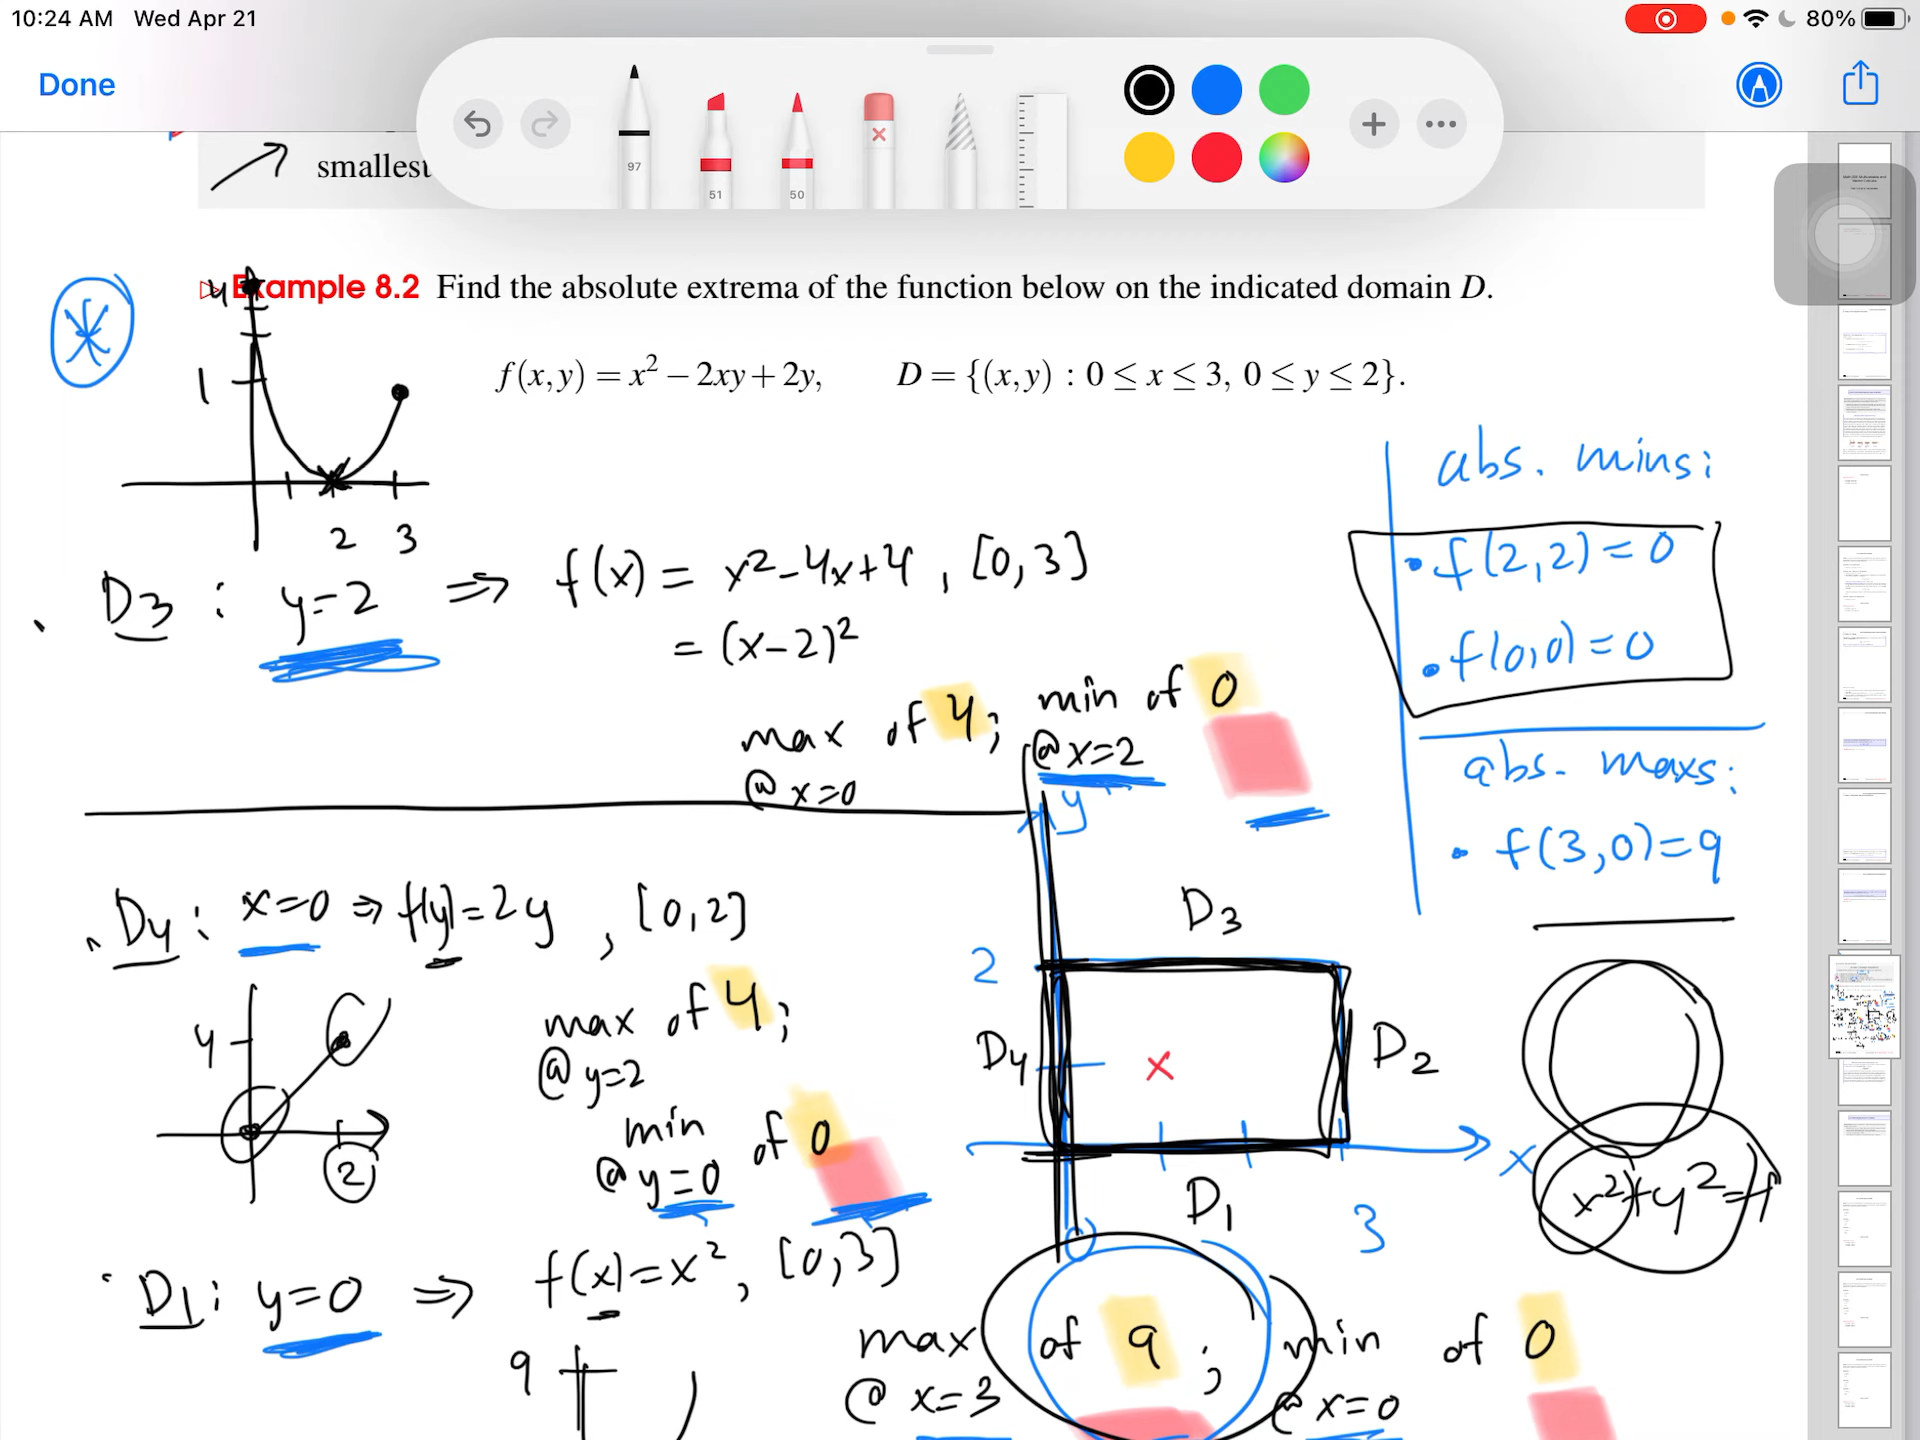 10:24 AM Wed Apr 21
80%
Done
97
51
50
smallest
Example 8.2 Find the absolute extrema of the function below on the indicated domain D.
f(x,y) = x² − 2xy + 2y, D = {(x,y) : 0 ≤ x ≤ 3, 0 ≤ y ≤ 2}.
4
1
2 3
abs. mins:
• f(2,2) = 0
• f(0,0) = 0
abs. maxs:
• f(3,0) = 9
D3 : y=2 ⇒ f(x) = x²-4x+4, [0,3]
= (x-2)²
max of 4; min of 0
@ x=0 @ x=2
D4 : x=0 ⇒ f(y)=2y, [0,2]
4
2
max of 4;
@ y=2
min of 0
@ y=0
y
D3
2
D4
x
D2
x
D1
3
x²+y²=1
D1: y=0 ⇒ f(x)=x², [0,3]
9
max of 9; min of 0
@ x=3 @ x=0